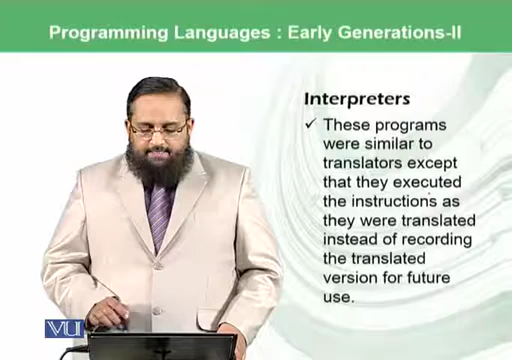 Programming Languages : Early Generations-II
Interpreters
✓ These programs
were similar to
translators except
that they executed
the instructions as
they were translated
instead of recording
the translated
version for future
use.
VU